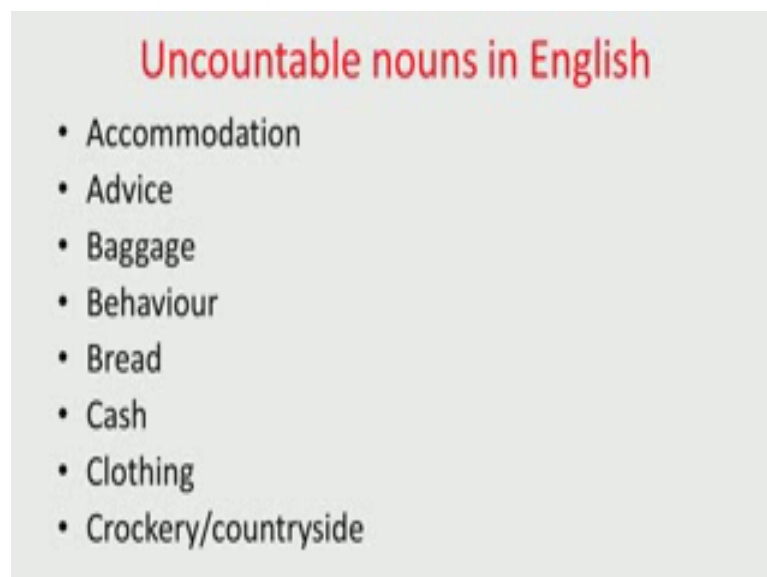 Uncountable nouns in English
• Accommodation
• Advice
• Baggage
• Behaviour
• Bread
• Cash
• Clothing
• Crockery/countryside